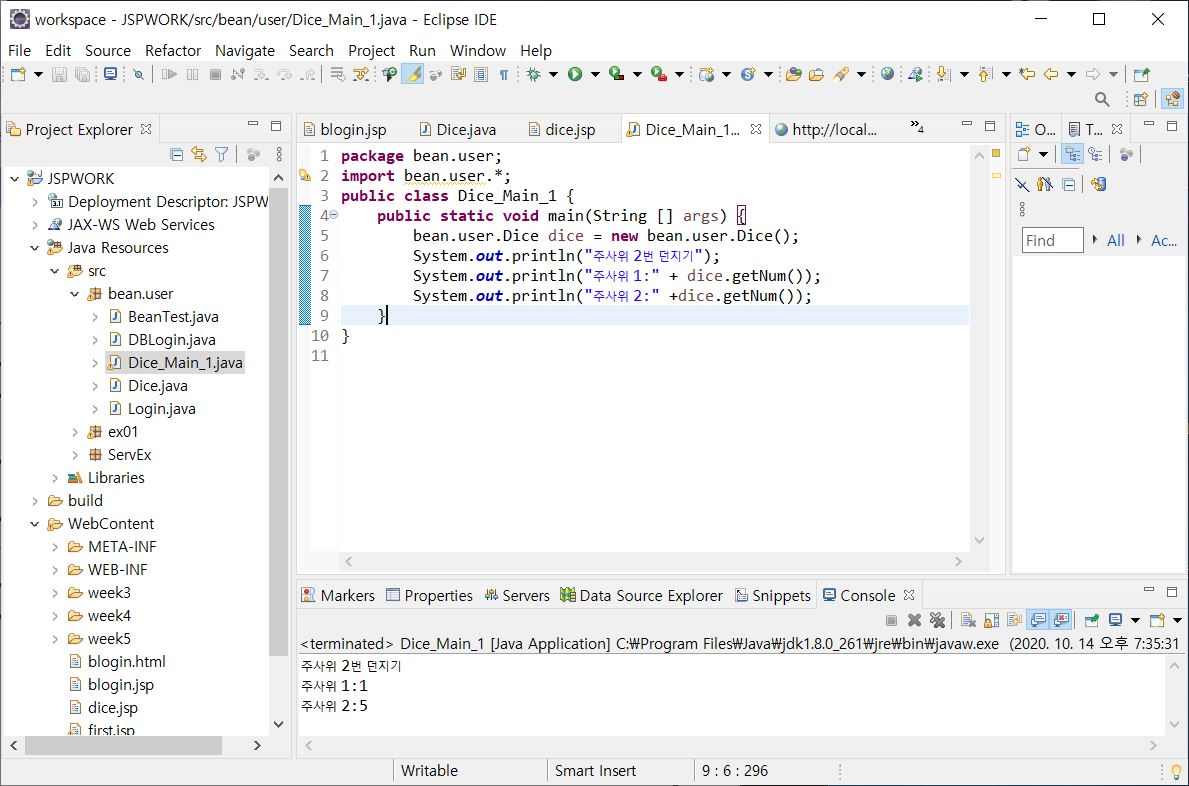 workspace - JSPWORK/src/bean/user/Dice_Main_1.java - Eclipse IDE
File Edit Source Refactor Navigate Search Project Run Window Help
Project Explorer
JSPWORK
Deployment Descriptor: JSPW
JAX-WS Web Services
Java Resources
src
bean.user
BeanTest.java
DBLogin.java
Dice_Main_1.java
Dice.java
Login.java
ex01
ServEx
Libraries
build
WebContent
META-INF
WEB-INF
week3
week4
week5
blogin.html
blogin.jsp
dice.jsp
first.jsp
blogin.jsp Dice.java dice.jsp Dice_Main_1... http://local... »4
1 package bean.user;
2 import bean.user.*;
3 public class Dice_Main_1 {
4 public static void main(String [] args) {
5 bean.user.Dice dice = new bean.user.Dice();
6 System.out.println("주사위 2번 던지기");
7 System.out.println("주사위 1:" + dice.getNum());
8 System.out.println("주사위 2:" +dice.getNum());
9 }
10 }
11
O... T...
Find All Ac...
Markers Properties Servers Data Source Explorer Snippets Console
<terminated> Dice_Main_1 [Java Application] C:₩Program Files₩Java₩jdk1.8.0_261₩jre₩bin₩javaw.exe (2020. 10. 14 오후 7:35:31
주사위 2번 던지기
주사위 1:1
주사위 2:5
Writable Smart Insert 9 : 6 : 296